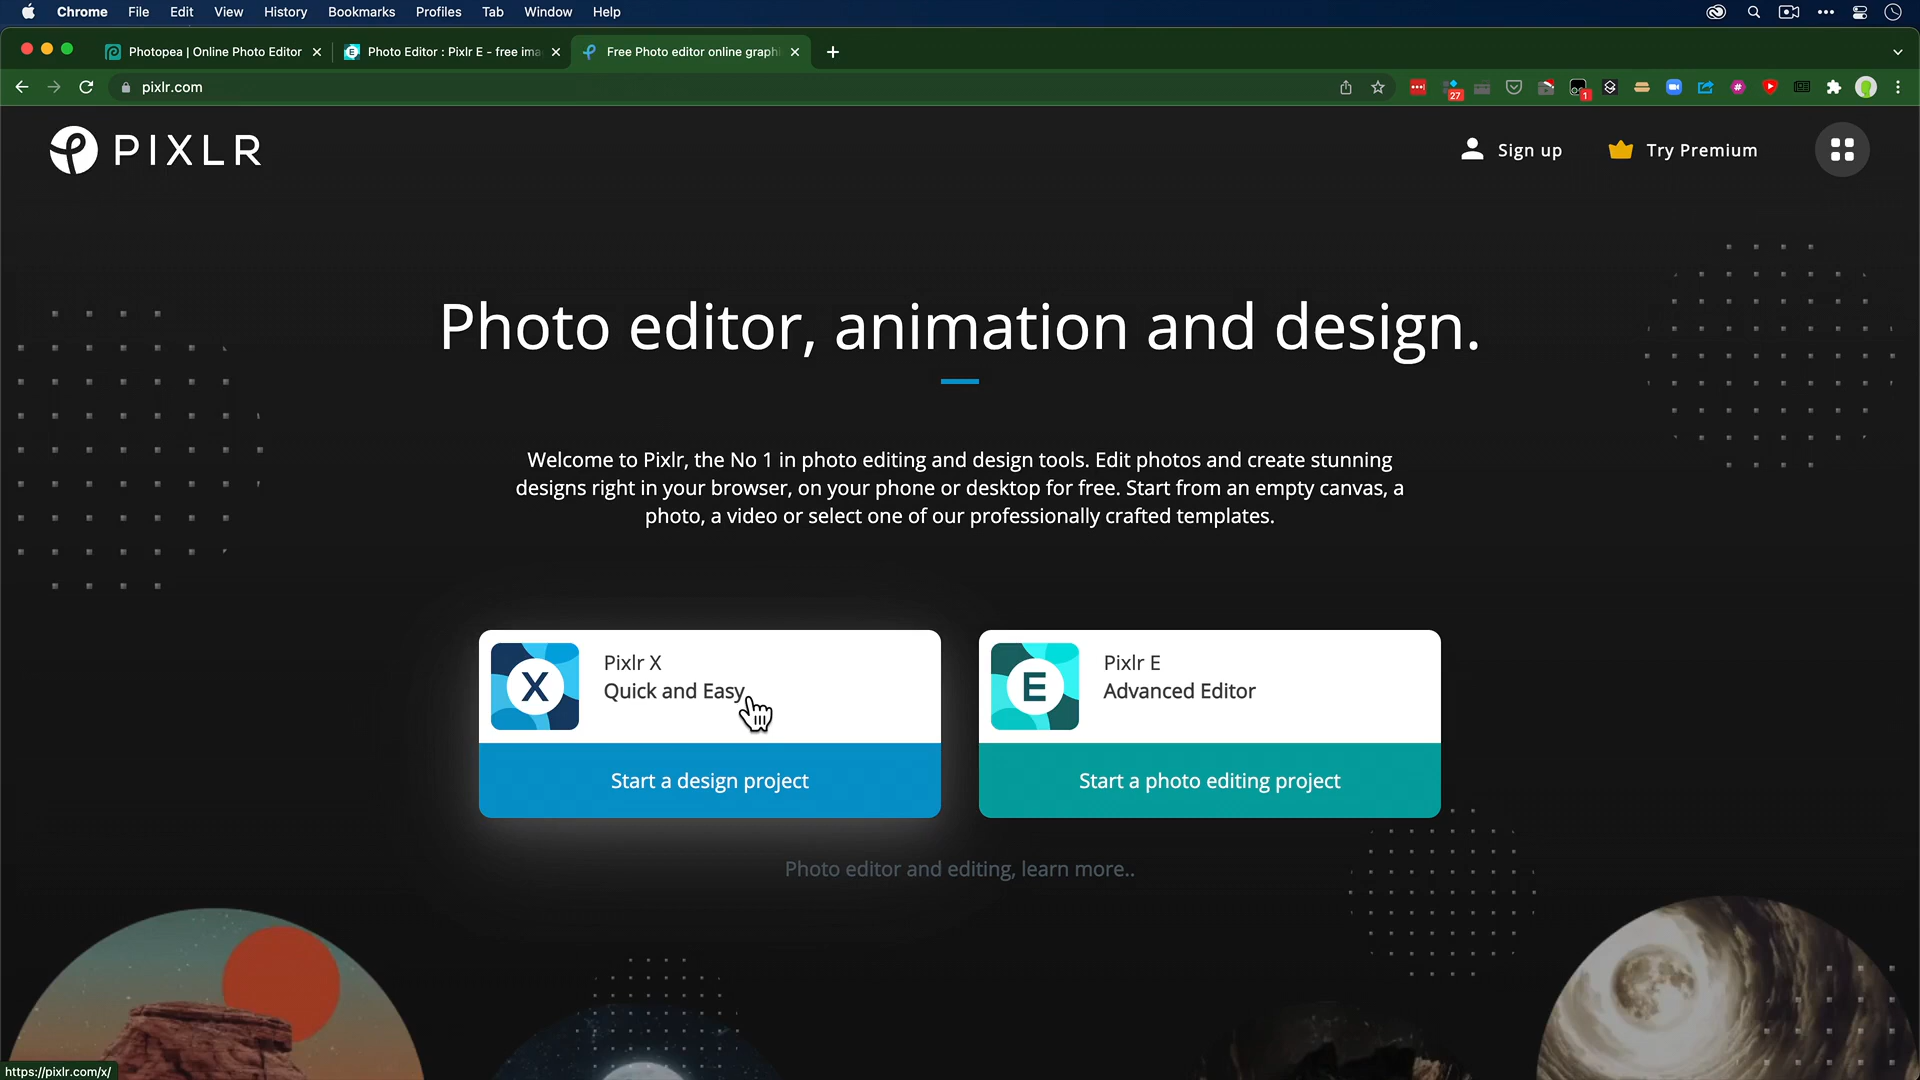 Chrome File Edit View History Bookmarks Profiles Tab Window Help
Photopea | Online Photo Editor
Photo Editor : Pixlr E - free ima
Free Photo editor online graphi
pixlr.com
27
1
PIXLR
Sign up
Try Premium
Photo editor, animation and design.
Welcome to Pixlr, the No 1 in photo editing and design tools. Edit photos and create stunning
designs right in your browser, on your phone or desktop for free. Start from an empty canvas, a
photo, a video or select one of our professionally crafted templates.
X
Pixlr X
Quick and Easy
Start a design project
E
Pixlr E
Advanced Editor
Start a photo editing project
Photo editor and editing, learn more..
https://pixlr.com/x/